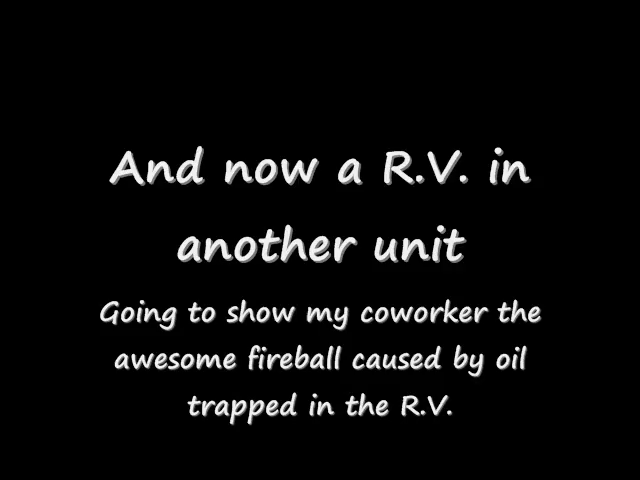 And now a R.V. in
another unit
Going to show my coworker the
awesome fireball caused by oil
trapped in the R.V.